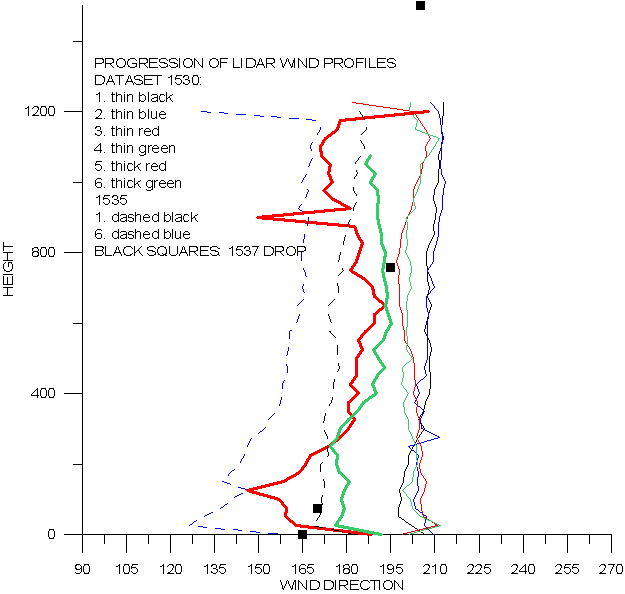 PROGRESSION OF LIDAR WIND PROFILES
DATASET 1530:
1. thin black
2. thin blue
3. thin red
4. thin green
5. thick red
6. thick green
1535
1. dashed black
6. dashed blue
BLACK SQUARES: 1537 DROP
1200
800
400
0
HEIGHT
90 105 120 135 150 165 180 195 210 225 240 255 270
WIND DIRECTION